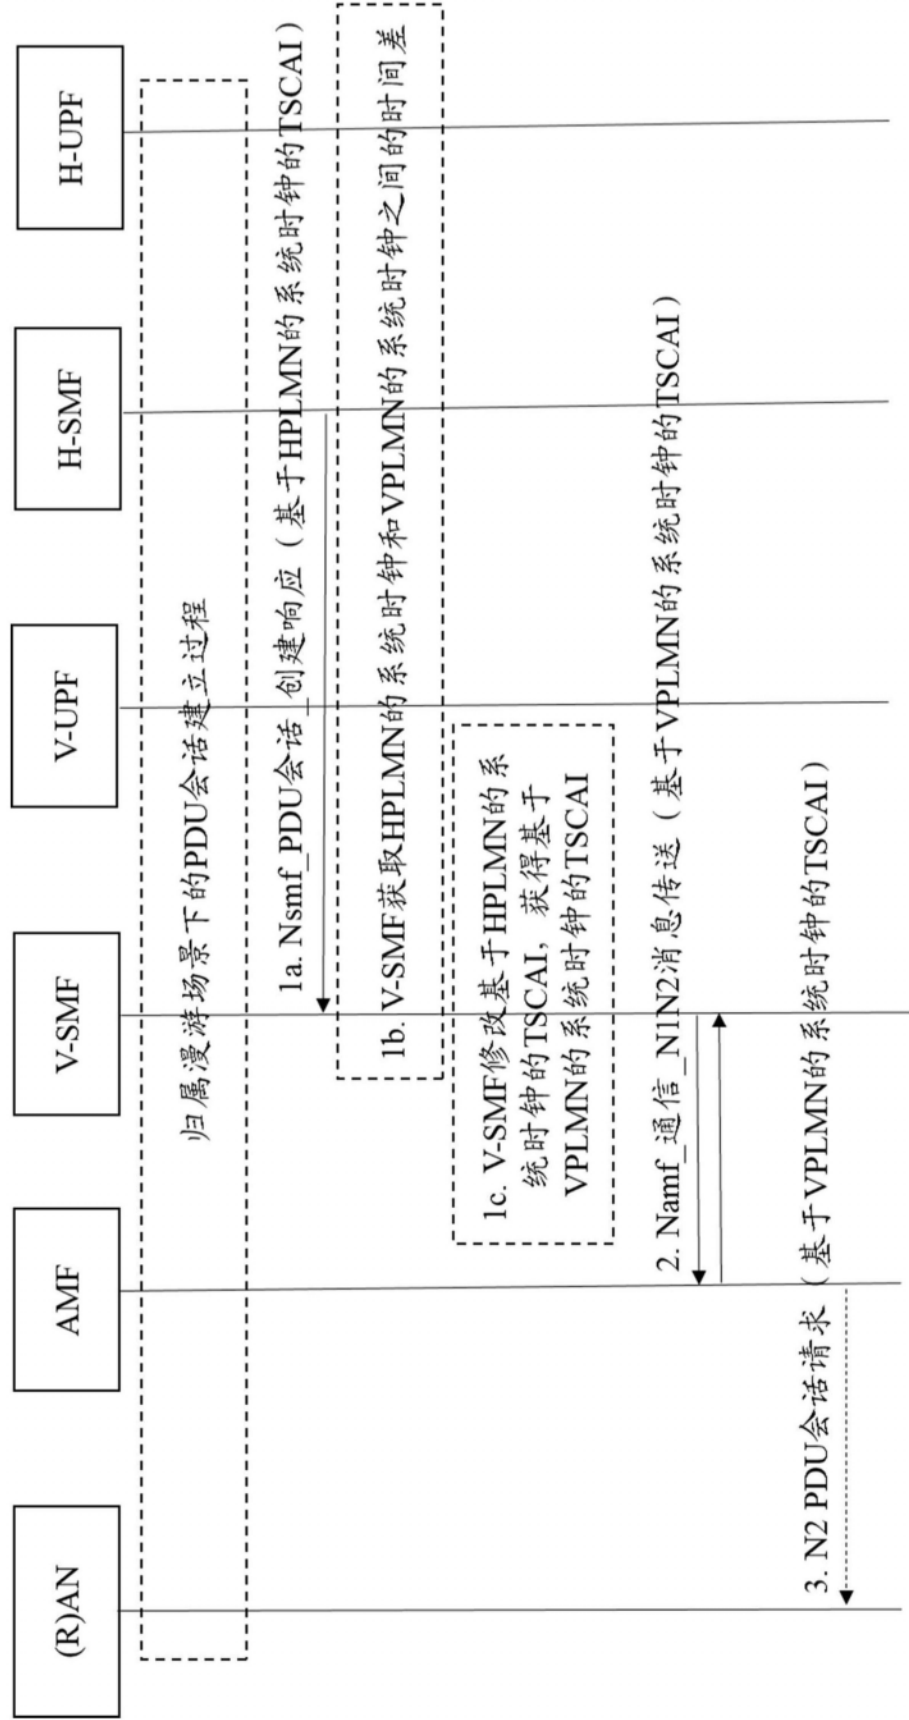 (R)AN
AMF
V-SMF
V-UPF
H-SMF
H-UPF
归属漫游场景下的PDU会话建立过程
1a. Nsmf_PDU会话_创建响应（基于HPLMN的系统时钟的TSCAI）
1b. V-SMF获取HPLMN的系统时钟和VPLMN的系统时钟之间的时间差
1c. V-SMF修改基于HPLMN的系
统时钟的TSCAI，获得基于
VPLMN的系统时钟的TSCAI
2. Namf_通信_N1N2消息传送（基于VPLMN的系统时钟的TSCAI）
3. N2 PDU会话请求（基于VPLMN的系统时钟的TSCAI）